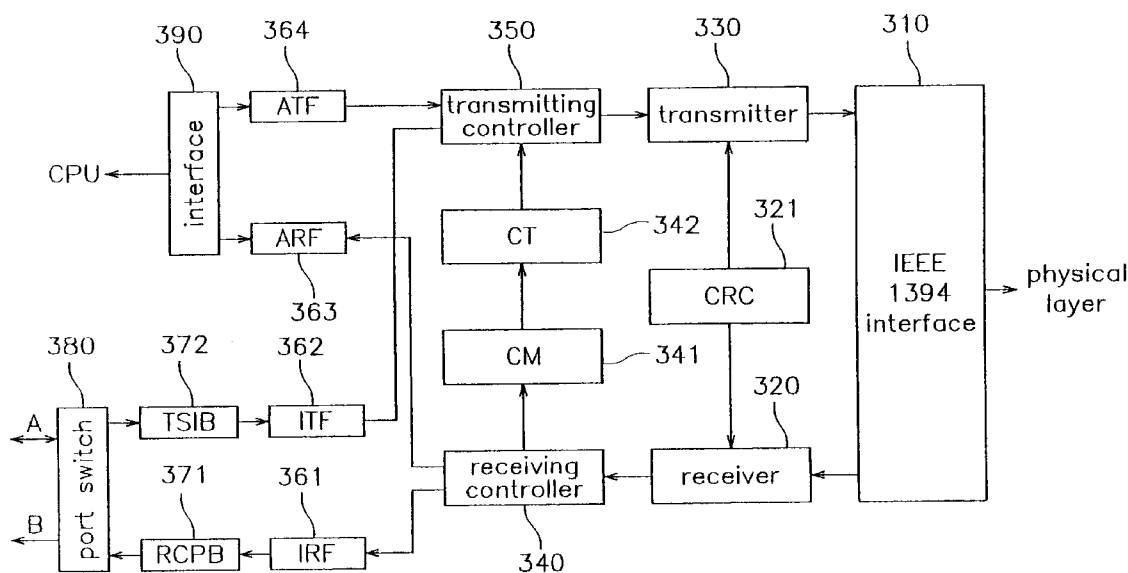 390
364
350
330
310
ATF
transmitting
controller
transmitter
CPU
interface
ARF
363
CT
342
321
CRC
IEEE
1394
interface
physical
layer
380
372
362
CM
341
320
A
TSIB
ITF
port switch
371
361
receiving
controller
receiver
B
RCPB
IRF
340